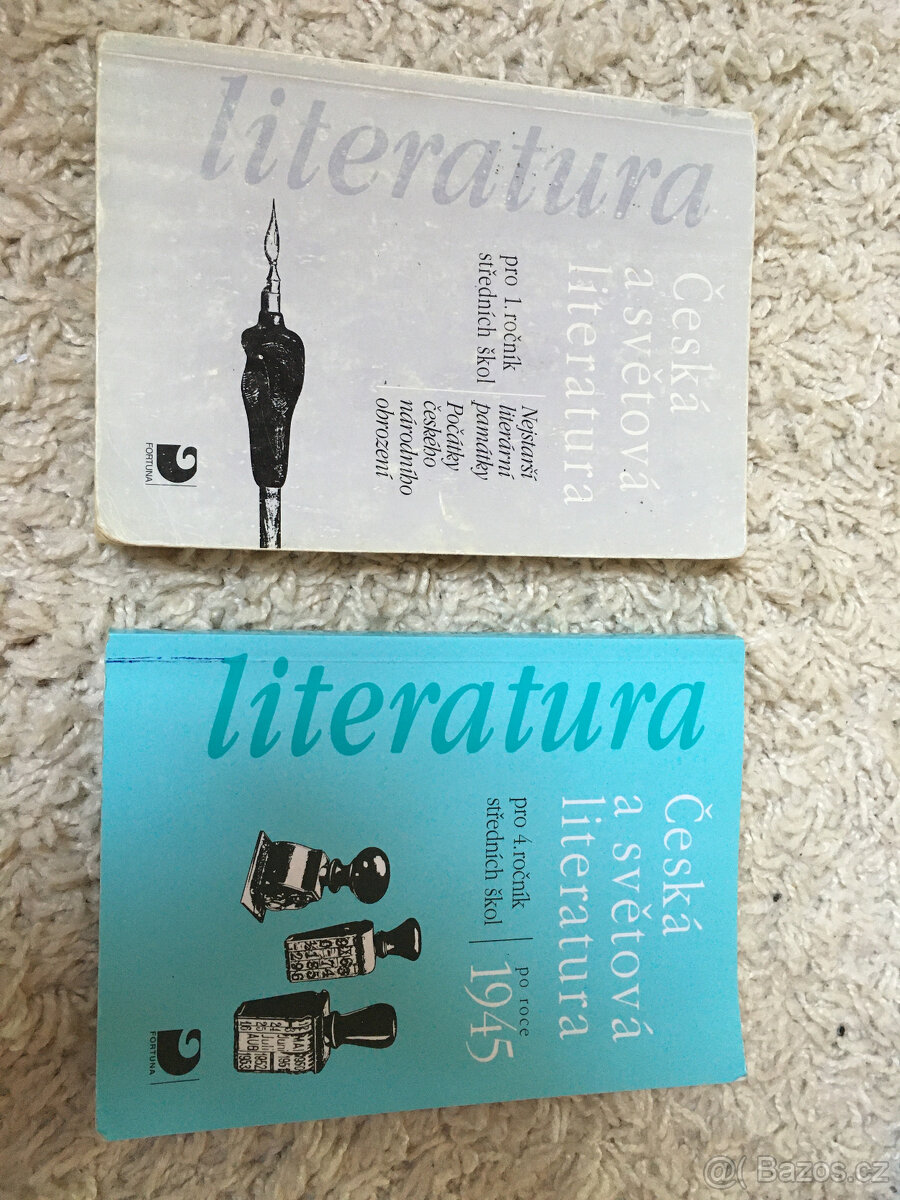 literatura
Česká
a světová
literatura
pro 1. ročník
středních škol
Nejstarší
literární
památky
Počátky
českého
národního
obrození
FORTUNA
literatura
Česká
a světová
literatura
pro 4. ročník
středních škol
po roce
1945
FORTUNA
@( Bazos.cz